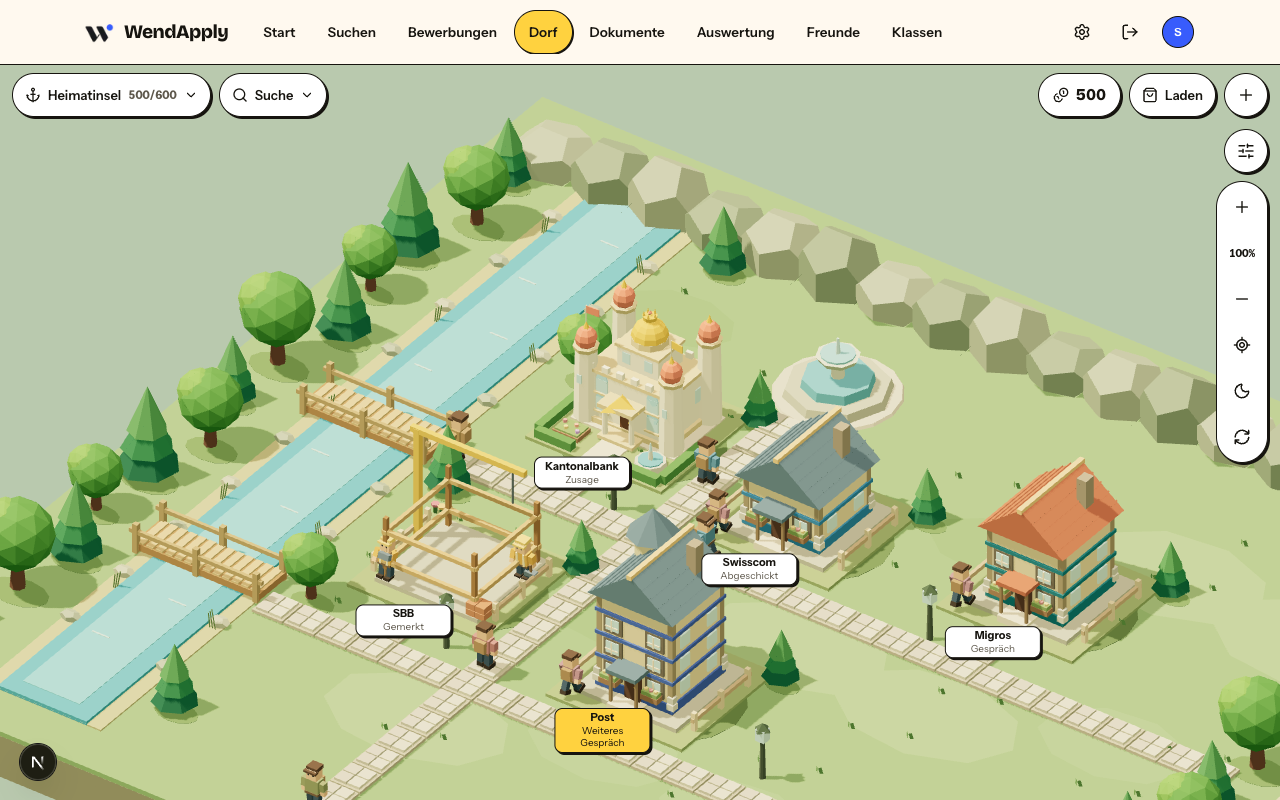 WendApply
Start
Suchen
Bewerbungen
Dorf
Dokumente
Auswertung
Freunde
Klassen
S
Heimatinsel 500/600
Suche
500
Laden
100%
Kantonalbank
Zusage
Swisscom
Abgeschickt
SBB
Gemerkt
Migros
Gespräch
Post
Weiteres
Gespräch
N